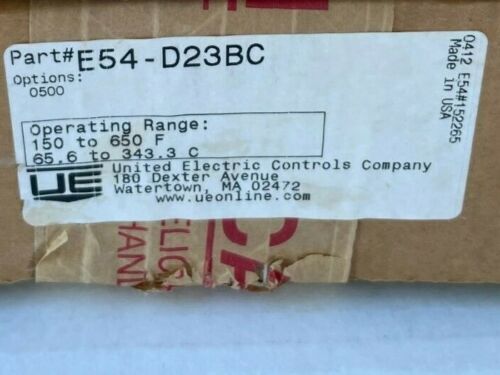 Part#E54-D23BC
Options:
0500
Operating Range:
150 to 650 F
65.6 to 343.3 C
UE
United Electric Controls Company
180 Dexter Avenue
Watertown, MA 02472
www.ueonline.com
0412 E54#152265
Made in USA